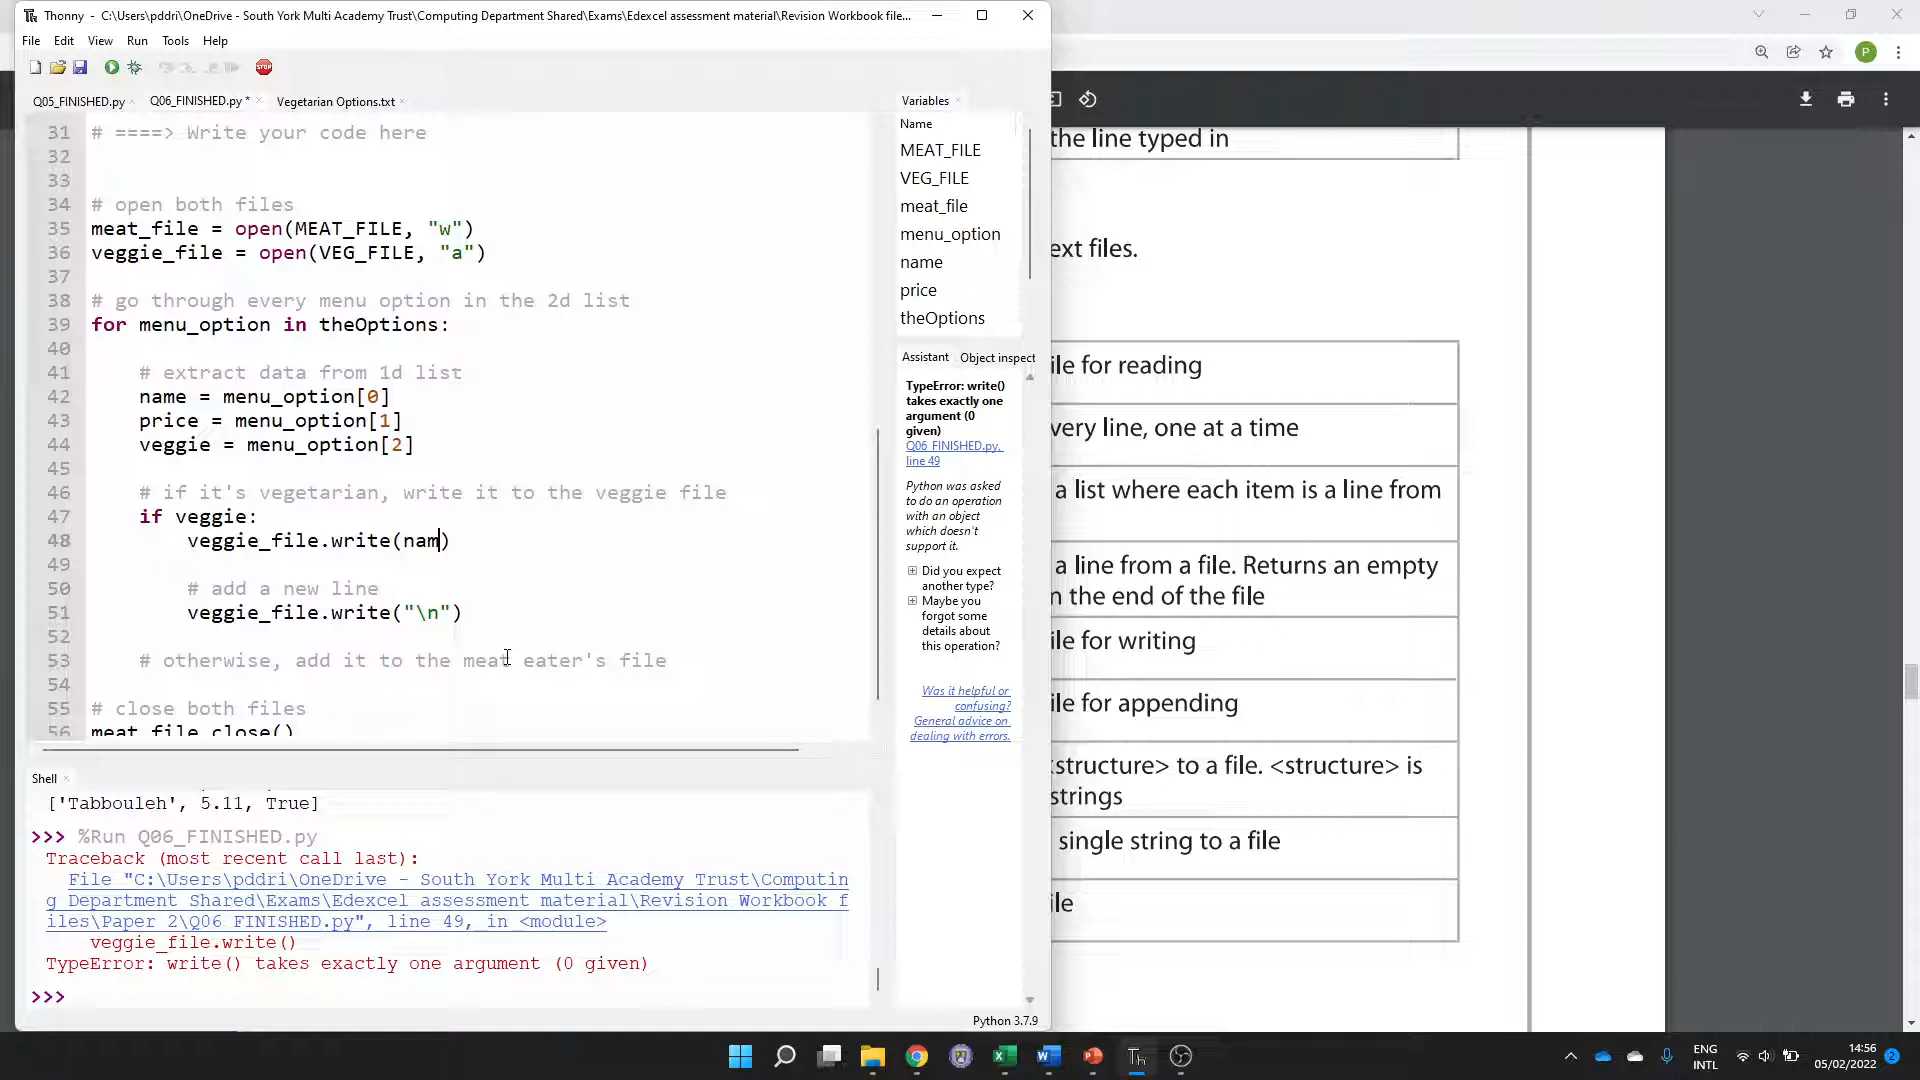 Thonny - C:\Users\pddri\OneDrive - South York Multi Academy Trust\Computing Department Shared\Exams\Edexcel assessment material\Revision Workbook file...
File Edit View Run Tools Help
STOP
Q05_FINISHED.py
Q06_FINISHED.py *
Vegetarian Options.txt
31 # ====> Write your code here
32
33
34 # open both files
35 meat_file = open(MEAT_FILE, "w")
36 veggie_file = open(VEG_FILE, "a")
37
38 # go through every menu option in the 2d list
39 for menu_option in theOptions:
40
41 # extract data from 1d list
42 name = menu_option[0]
43 price = menu_option[1]
44 veggie = menu_option[2]
45
46 # if it's vegetarian, write it to the veggie file
47 if veggie:
48 veggie_file.write(nam)
49
50 # add a new line
51 veggie_file.write("\n")
52
53 # otherwise, add it to the meat eater's file
54
55 # close both files
56 meat_file.close()
Variables
Name
MEAT_FILE
VEG_FILE
meat_file
menu_option
name
price
theOptions
Assistant Object inspect
TypeError: write()
takes exactly one
argument (0
given)
Q06_FINISHED.py,
line 49
Python was asked
to do an operation
with an object
which doesn't
support it.
Did you expect
another type?
Maybe you
forgot some
details about
this operation?
Was it helpful or
confusing?
General advice on
dealing with errors.
Shell
['Tabbouleh', 5.11, True]
>>> %Run Q06_FINISHED.py
Traceback (most recent call last):
File "C:\Users\pddri\OneDrive - South York Multi Academy Trust\Computin
g Department Shared\Exams\Edexcel assessment material\Revision Workbook f
iles\Paper 2\Q06_FINISHED.py", line 49, in <module>
veggie_file.write()
TypeError: write() takes exactly one argument (0 given)
>>>
Python 3.7.9
P
the line typed in
ext files.
ile for reading
very line, one at a time
a list where each item is a line from
a line from a file. Returns an empty
n the end of the file
ile for writing
ile for appending
<structure> to a file. <structure> is
strings
single string to a file
ile
ENG
INTL
14:56
05/02/2022
2